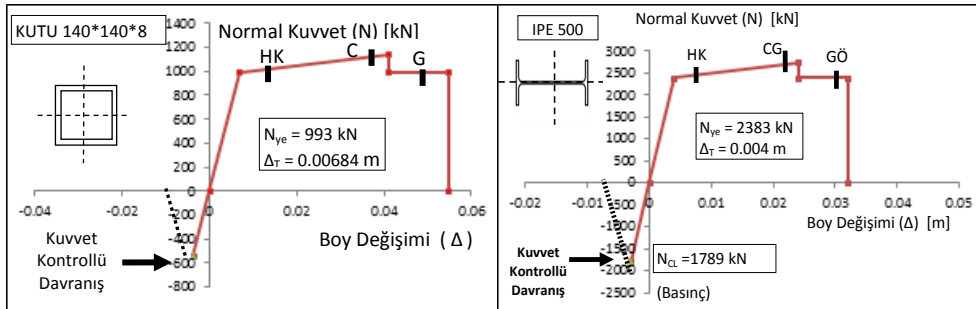 KUTU 140*140*8
Normal Kuvvet (N) [kN]
1400
1200
1000
800
600
400
200
0
-200
-400
-600
-800
-0.04
-0.02
0
0.02
0.04
0.06
HK
C
G
Nye = 993 kN
ΔT = 0.00684 m
Boy Değişimi (Δ)
Kuvvet
Kontrollü
Davranış
IPE 500
Normal Kuvvet (N) [kN]
3000
2500
2000
1500
1000
500
0
-500
-1000
-1500
-2000
-2500
-0.02
-0.01
0
0.01
0.02
0.03
0.04
0.05
HK
CG
GÖ
Nye = 2383 kN
ΔT = 0.004 m
Boy Değişimi (Δ) [m]
Kuvvet
Kontrollü
Davranış
NCL =1789 kN
(Basınç)